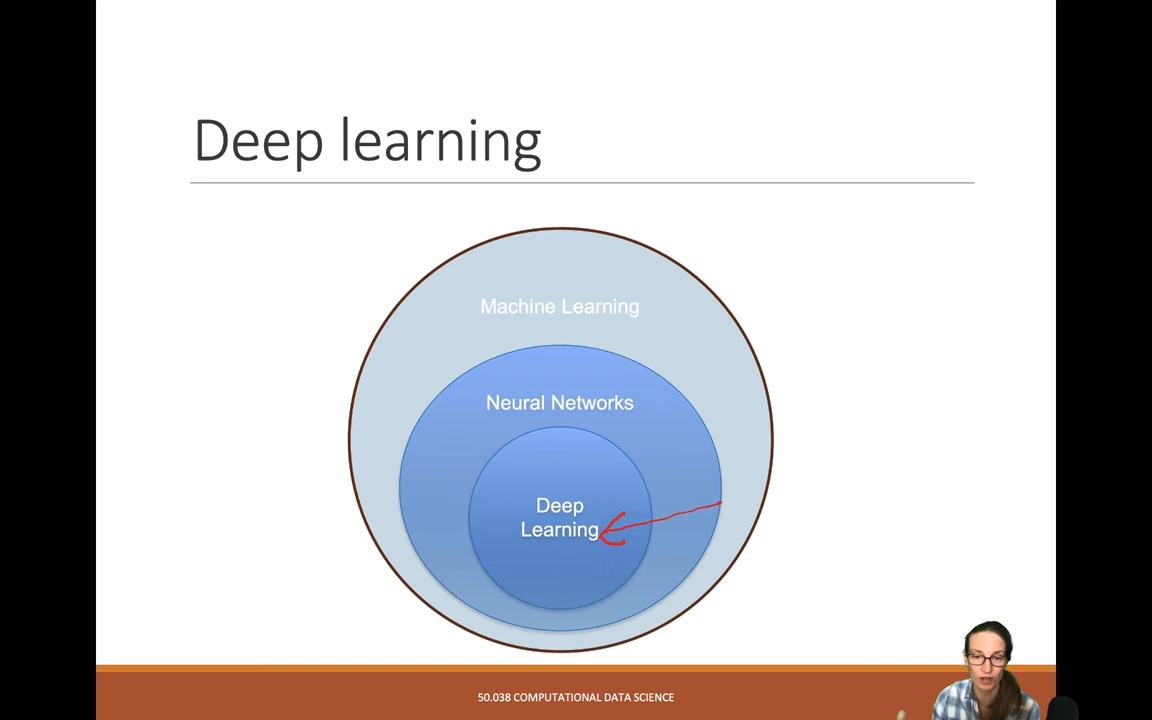 Deep learning
Machine Learning
Neural Networks
Deep
Learning
50.038 COMPUTATIONAL DATA SCIENCE